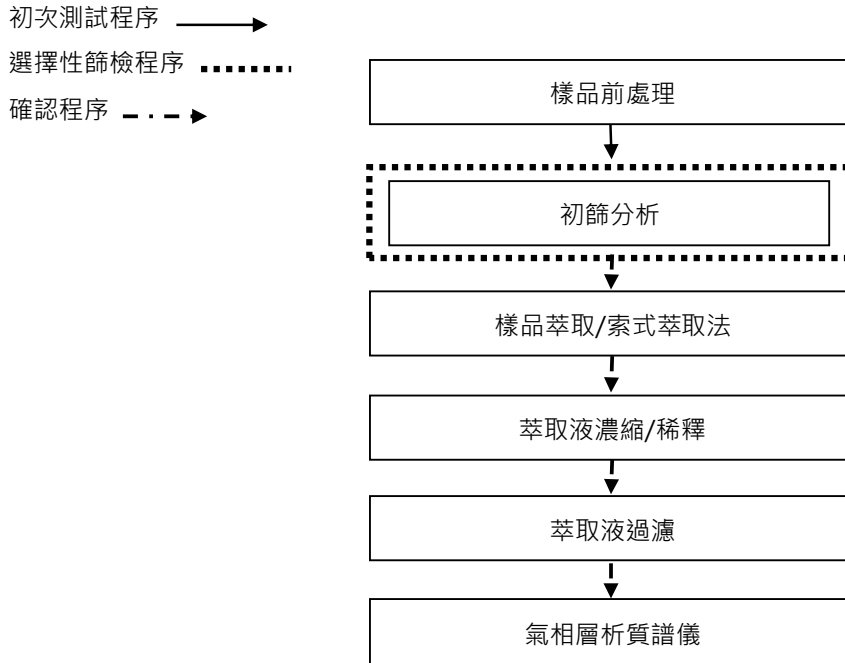 初次測試程序
選擇性篩檢程序
確認程序
樣品前處理
初篩分析
樣品萃取/索式萃取法
萃取液濃縮/稀釋
萃取液過濾
氣相層析質譜儀